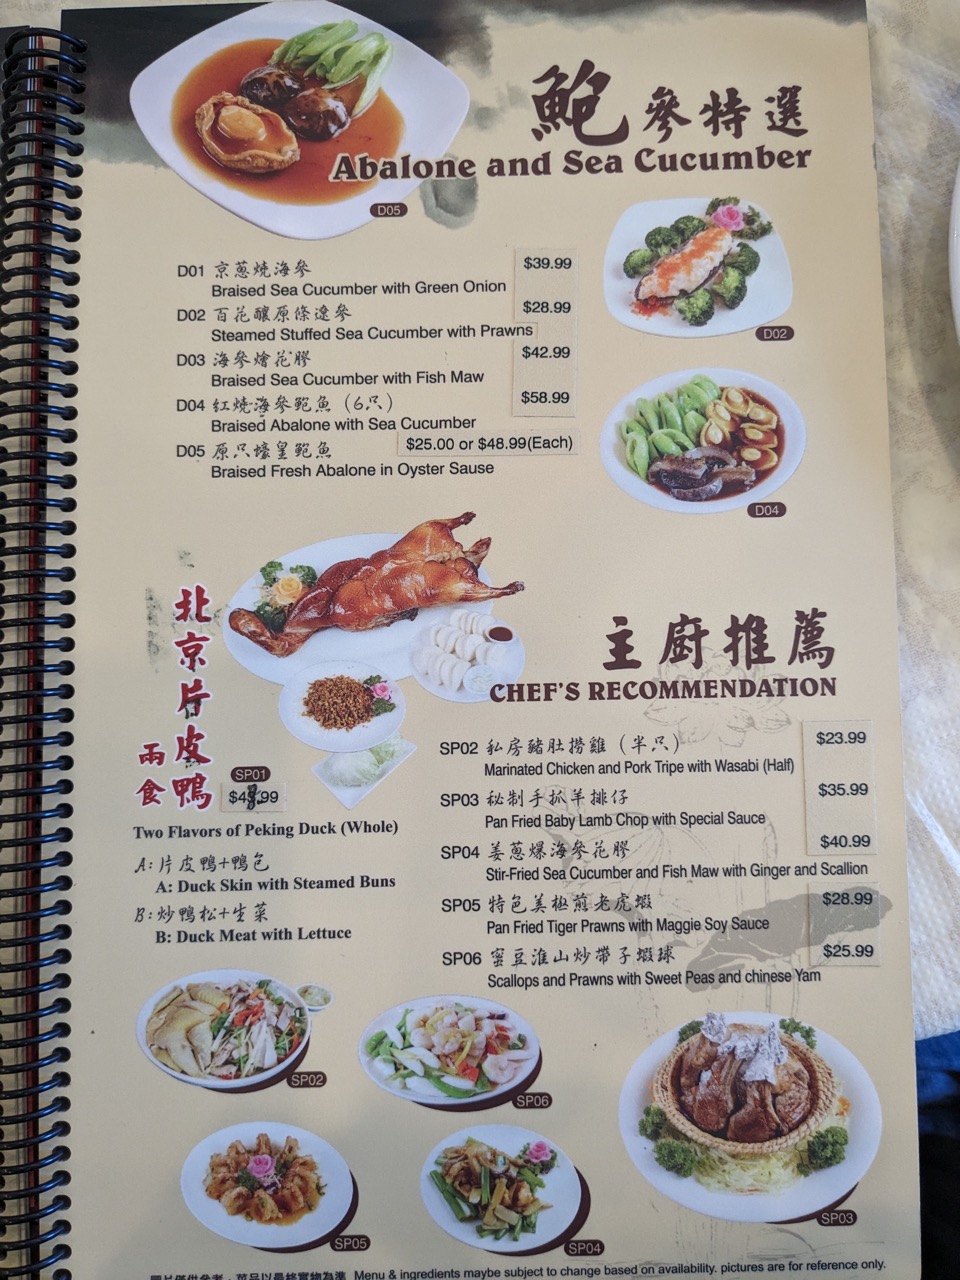 鮑參特選
Abalone and Sea Cucumber
D05
D01 京蔥燒海參 $39.99
Braised Sea Cucumber with Green Onion
D02 百花釀原條遼參 $28.99
Steamed Stuffed Sea Cucumber with Prawns
D03 海參燴花膠 $42.99
Braised Sea Cucumber with Fish Maw
D04 紅燒海參鮑魚（6只） $58.99
Braised Abalone with Sea Cucumber
D05 原只蠔皇鮑魚 $25.00 or $48.99(Each)
Braised Fresh Abalone in Oyster Sause
D02
D04
北京片皮鴨
兩食
SP01
Two Flavors of Peking Duck (Whole)
A: 片皮鴨+鴨包
A: Duck Skin with Steamed Buns
B: 炒鴨松+生菜
B: Duck Meat with Lettuce
主廚推薦
CHEF'S RECOMMENDATION
SP02 私房豬肚撈雞（半只） $23.99
Marinated Chicken and Pork Tripe with Wasabi (Half)
SP03 秘制手抓羊排仔 $35.99
Pan Fried Baby Lamb Chop with Special Sauce
SP04 姜蔥爆海參花膠 $40.99
Stir-Fried Sea Cucumber and Fish Maw with Ginger and Scallion
SP05 特色美極煎老虎蝦 $28.99
Pan Fried Tiger Prawns with Maggie Soy Sauce
SP06 蜜豆淮山炒帶子蝦球 $25.99
Scallops and Prawns with Sweet Peas and chinese Yam
SP02
SP06
SP03
SP05
SP04
圖片僅供參考，菜品以最終實物為準 Menu & ingredients maybe subject to change based on availability. pictures are for reference only.